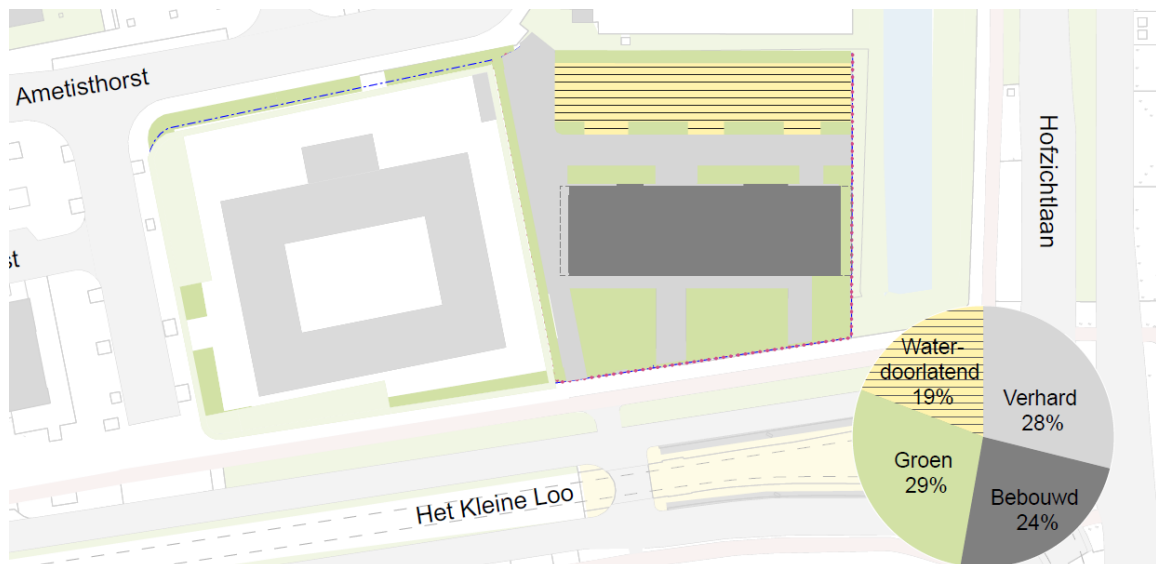 Ametisthorst
st
Hofzichtlaan
Het Kleine Loo
Water-
doorlatend
19%
Verhard
28%
Groen
29%
Bebouwd
24%